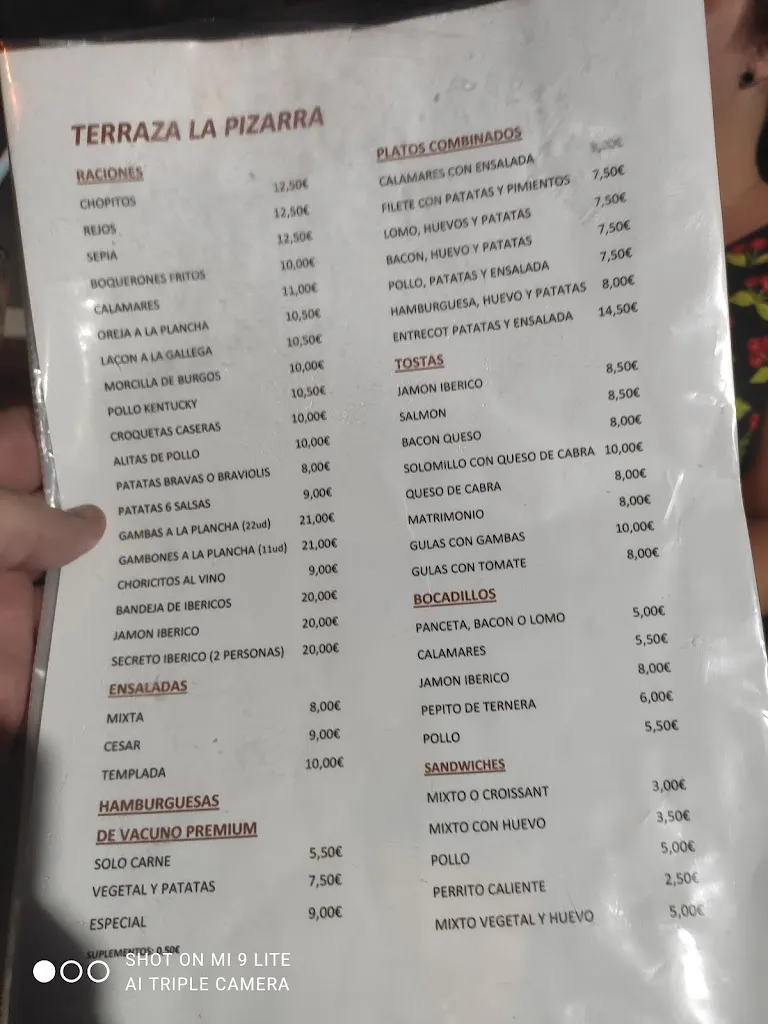 TERRAZA LA PIZARRA
RACIONES
CHOPITOS 12,50€
REJOS 12,50€
SEPIA 12,50€
BOQUERONES FRITOS 10,00€
CALAMARES 11,00€
OREJA A LA PLANCHA 10,50€
LACON A LA GALLEGA 10,50€
MORCILLA DE BURGOS 10,00€
POLLO KENTUCKY 10,50€
CROQUETAS CASERAS 10,00€
ALITAS DE POLLO 10,00€
PATATAS BRAVAS O BRAVIOLIS 8,00€
PATATAS 6 SALSAS 9,00€
GAMBAS A LA PLANCHA (22ud) 21,00€
GAMBONES A LA PLANCHA (11ud) 21,00€
CHORICITOS AL VINO 9,00€
BANDEJA DE IBERICOS 20,00€
JAMON IBERICO 20,00€
SECRETO IBERICO (2 PERSONAS) 20,00€
ENSALADAS
MIXTA 8,00€
CESAR 9,00€
TEMPLADA 10,00€
HAMBURGUESAS
DE VACUNO PREMIUM
SOLO CARNE 5,50€
VEGETAL Y PATATAS 7,50€
ESPECIAL 9,00€
SUPLEMENTOS: 0,50€
PLATOS COMBINADOS
CALAMARES CON ENSALADA 8,00€
FILETE CON PATATAS Y PIMIENTOS 7,50€
LOMO, HUEVOS Y PATATAS 7,50€
BACON, HUEVO Y PATATAS 7,50€
POLLO, PATATAS Y ENSALADA 7,50€
HAMBURGUESA, HUEVO Y PATATAS 8,00€
ENTRECOT PATATAS Y ENSALADA 14,50€
TOSTAS
JAMON IBERICO 8,50€
SALMON 8,50€
BACON QUESO 8,00€
SOLOMILLO CON QUESO DE CABRA 10,00€
QUESO DE CABRA 8,00€
MATRIMONIO 8,00€
GULAS CON GAMBAS 10,00€
GULAS CON TOMATE 8,00€
BOCADILLOS
PANCETA, BACON O LOMO 5,00€
CALAMARES 5,50€
JAMON IBERICO 8,00€
PEPITO DE TERNERA 6,00€
POLLO 5,50€
SANDWICHES
MIXTO O CROISSANT 3,00€
MIXTO CON HUEVO 3,50€
POLLO 5,00€
PERRITO CALIENTE 2,50€
MIXTO VEGETAL Y HUEVO 5,00€
SHOT ON MI 9 LITE
AI TRIPLE CAMERA